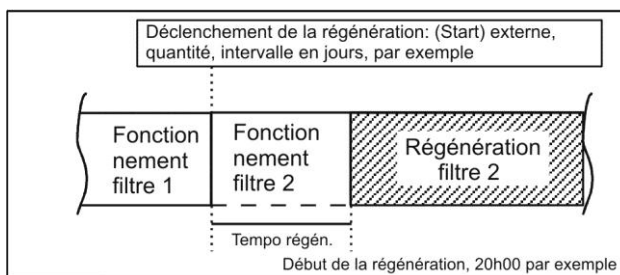 Déclenchement de la régénération: (Start) externe,
quantité, intervalle en jours, par exemple
Fonction
nement
filtre 1
Fonction
nement
filtre 2
Régénération
filtre 2
Tempo régén.
Début de la régénération, 20h00 par exemple